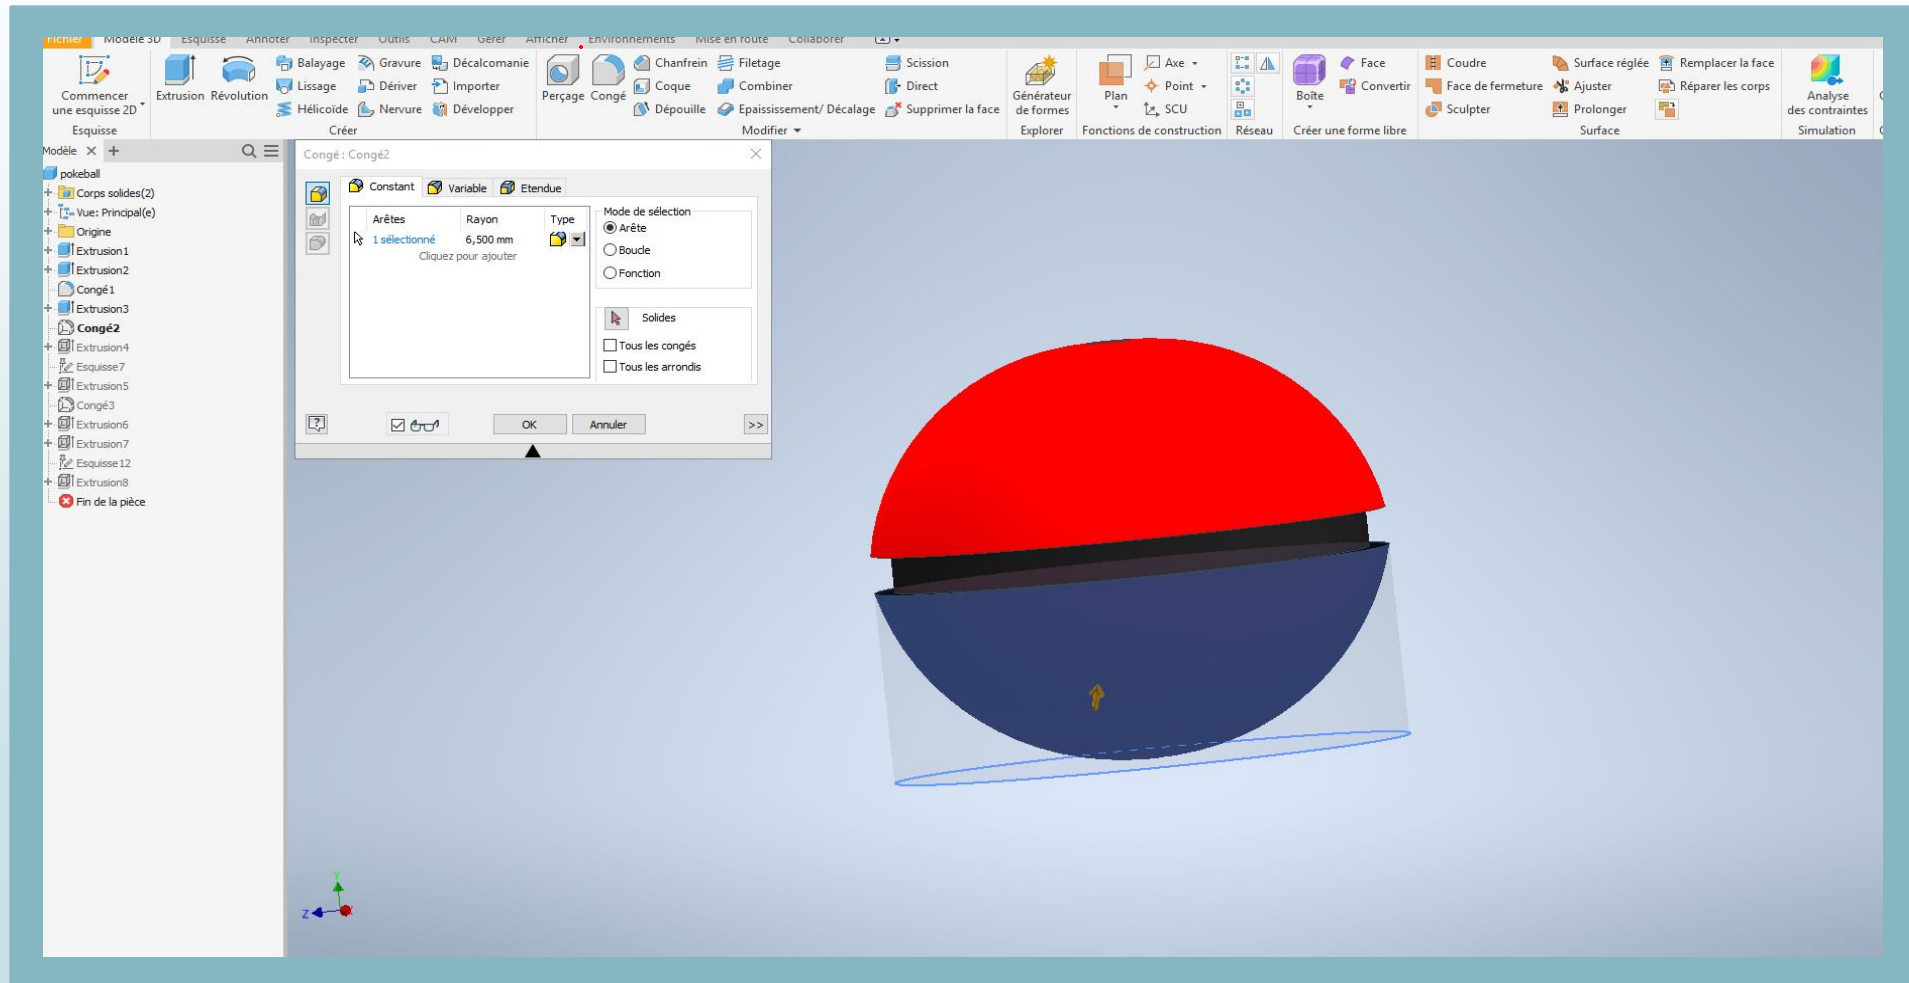 Fichier Modèle 3D Esquisse Annoter Inspecter Outils CAM Gérer Afficher Environnements Mise en route Collaborer
Balayage Gravure Décalcomanie Chanfrein Filetage Scission Axe Face Coudre Surface réglée Remplacer la face
Lissage Dériver Importer Coque Combiner Direct Point Convertir Face de fermeture Ajuster Réparer les corps
Commencer Extrusion Révolution Perçage Congé Générateur Plan Boîte Analyse
une esquisse 2D Hélicoïde Nervure Développer Dépouille Epaississement/ Décalage Supprimer la face de formes SCU Sculpter Prolonger des contraintes
Esquisse Créer Modifier Explorer Fonctions de construction Réseau Créer une forme libre Surface Simulation
Modèle × +
pokeball
Corps solides(2)
Vue: Principal(e)
Origine
Extrusion1
Extrusion2
Congé1
Extrusion3
Congé2
Extrusion4
Esquisse7
Extrusion5
Congé3
Extrusion6
Extrusion7
Esquisse12
Extrusion8
Fin de la pièce
Congé : Congé2
Constant Variable Etendue
Arêtes Rayon Type
1 sélectionné 6,500 mm
Cliquez pour ajouter
Mode de sélection
Arête
Boucle
Fonction
Solides
Tous les congés
Tous les arrondis
? OK Annuler >>
Y
Z